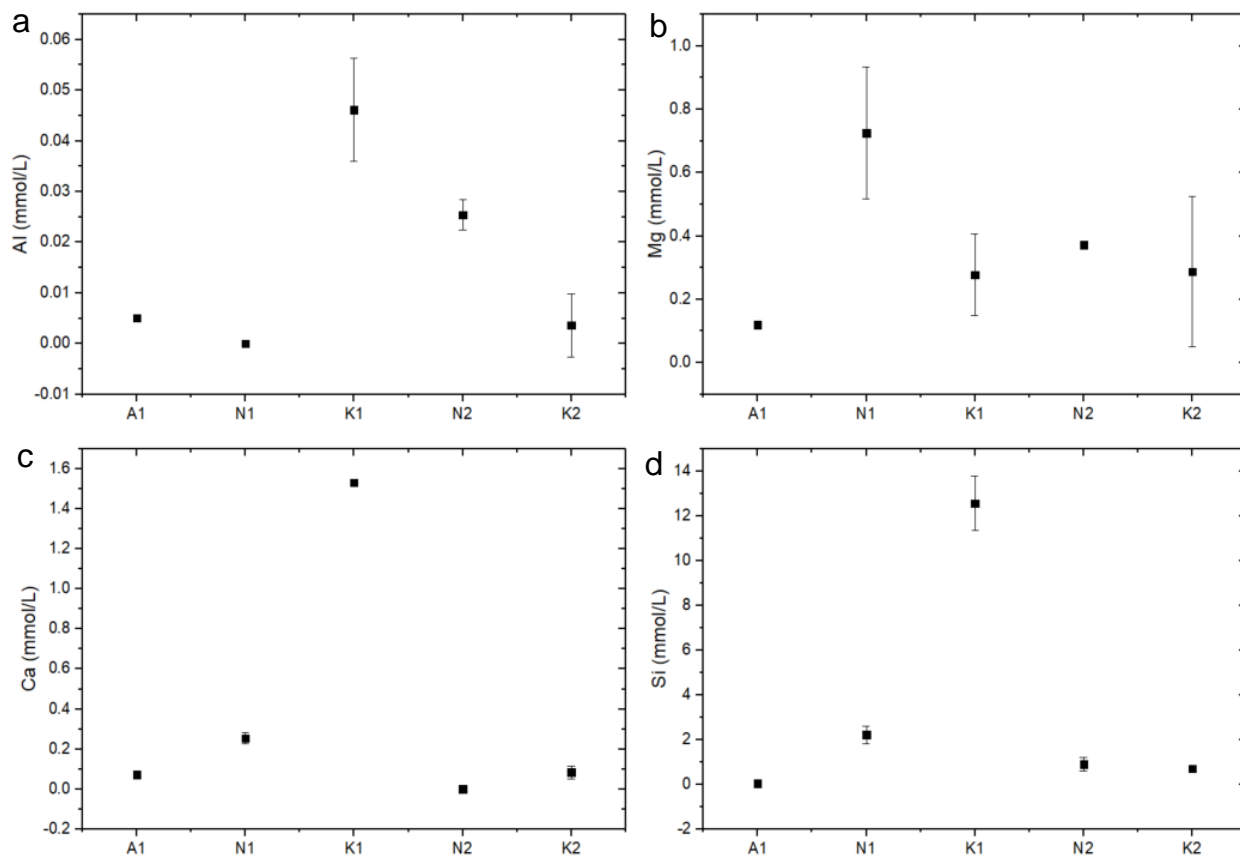 a
0.06
0.05
0.04
0.03
0.02
0.01
0.00
-0.01
Al (mmol/L)
A1 N1 K1 N2 K2
b
1.0
0.8
0.6
0.4
0.2
0.0
Mg (mmol/L)
A1 N1 K1 N2 K2
c
1.6
1.4
1.2
1.0
0.8
0.6
0.4
0.2
0.0
-0.2
Ca (mmol/L)
A1 N1 K1 N2 K2
d
14
12
10
8
6
4
2
0
-2
Si (mmol/L)
A1 N1 K1 N2 K2